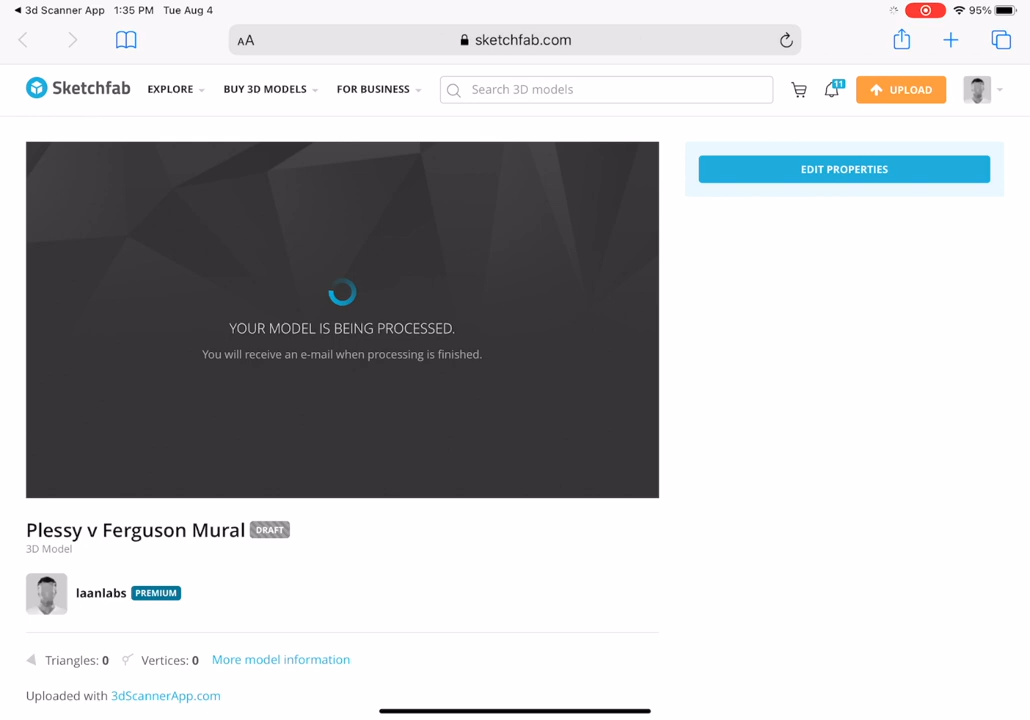 ◀ 3d Scanner App 1:35 PM Tue Aug 4 95%
AA sketchfab.com
Sketchfab EXPLORE BUY 3D MODELS FOR BUSINESS Search 3D models 11 UPLOAD
EDIT PROPERTIES
YOUR MODEL IS BEING PROCESSED.
You will receive an e-mail when processing is finished.
Plessy v Ferguson Mural DRAFT
3D Model
laanlabs PREMIUM
Triangles: 0 Vertices: 0 More model information
Uploaded with 3dScannerApp.com